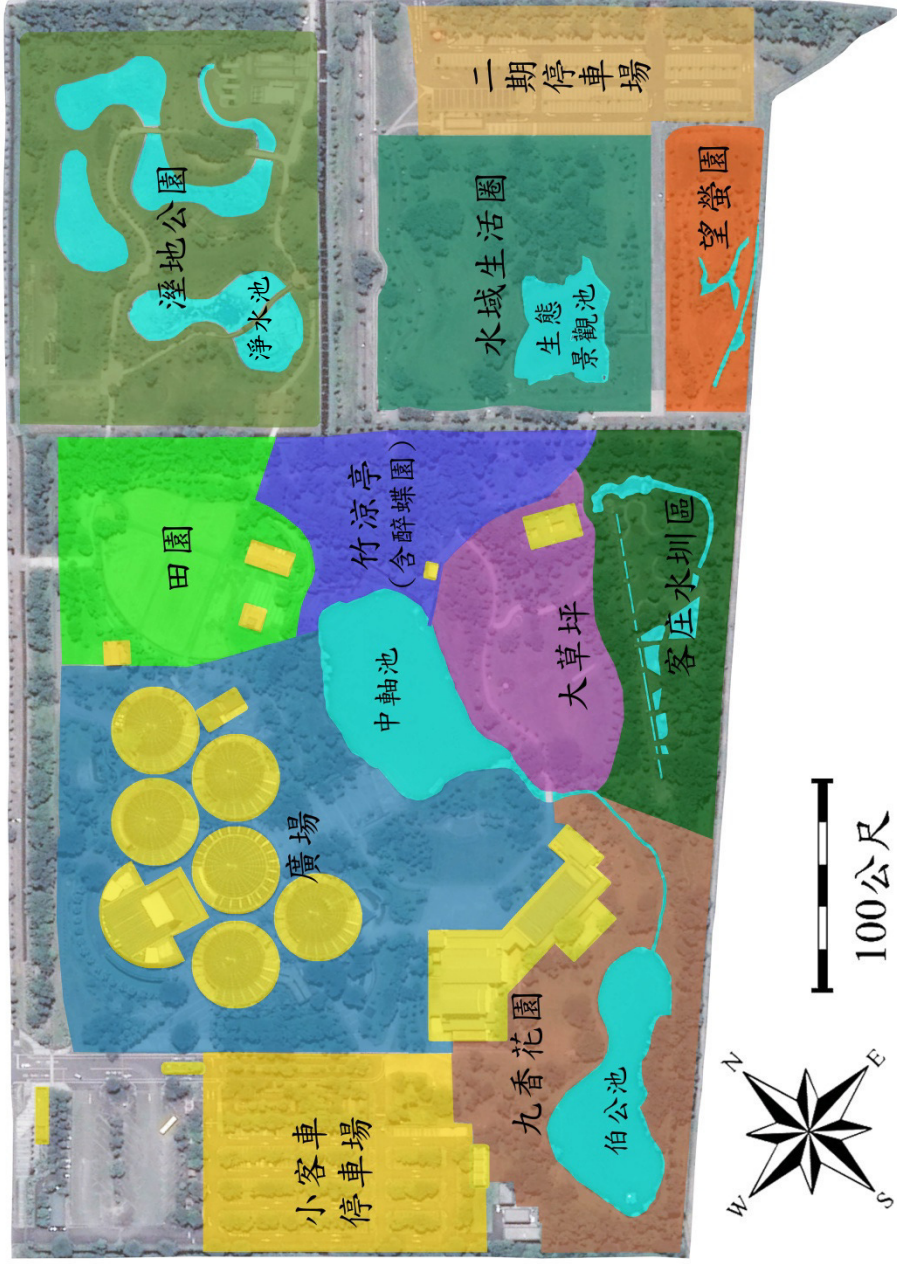 二期
停車場
溼地公園
淨水池
水域生活圈
生態
景觀池
望螢園
田園
竹涼亭
（含醉蝶園）
中軸池
大草坪
客庄水圳區
廣場
九香花園
伯公池
小客車
停車場
100公尺
N
E
W
S